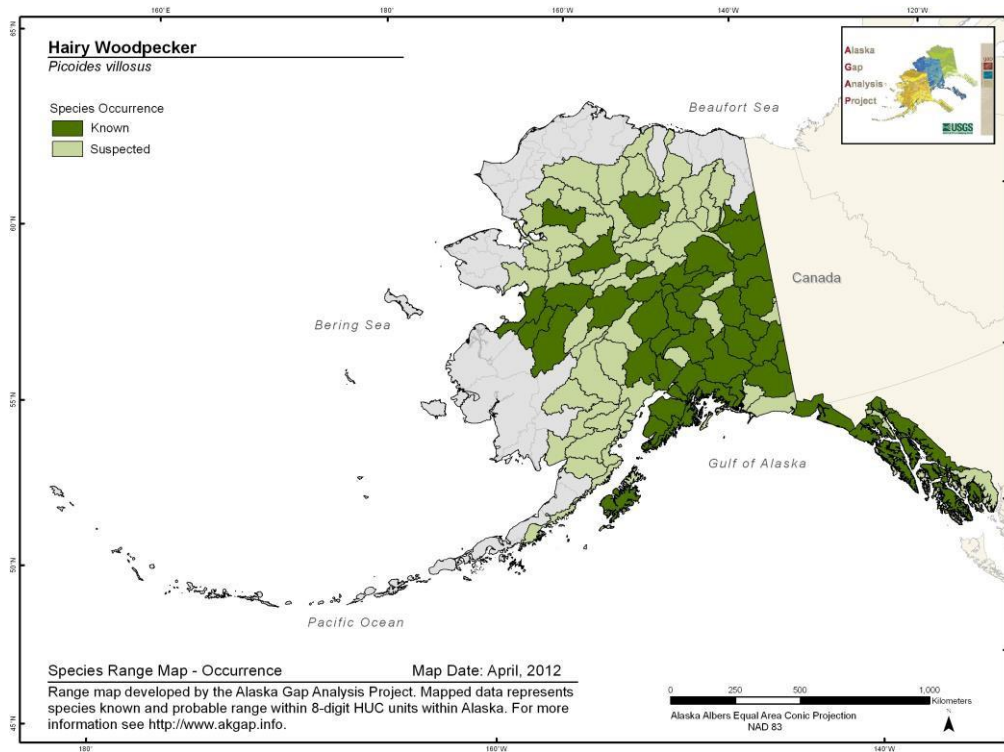 160°E
160°W
140°W
120°W
65°N
Hairy Woodpecker
Picoides villosus
Species Occurrence
Known
Suspected
Alaska
Gap
Analysis
Project
USGS
Beaufort Sea
60°N
Canada
Bering Sea
55°N
Gulf of Alaska
50°N
Pacific Ocean
Species Range Map - Occurrence Map Date: April, 2012
Range map developed by the Alaska Gap Analysis Project. Mapped data represents
species known and probable range within 8-digit HUC units within Alaska. For more
information see http://www.akgap.info.
0 250 500 1,000
Kilometers
Alaska Albers Equal Area Conic Projection
NAD 83
N
45°N
180°
160°W
140°W